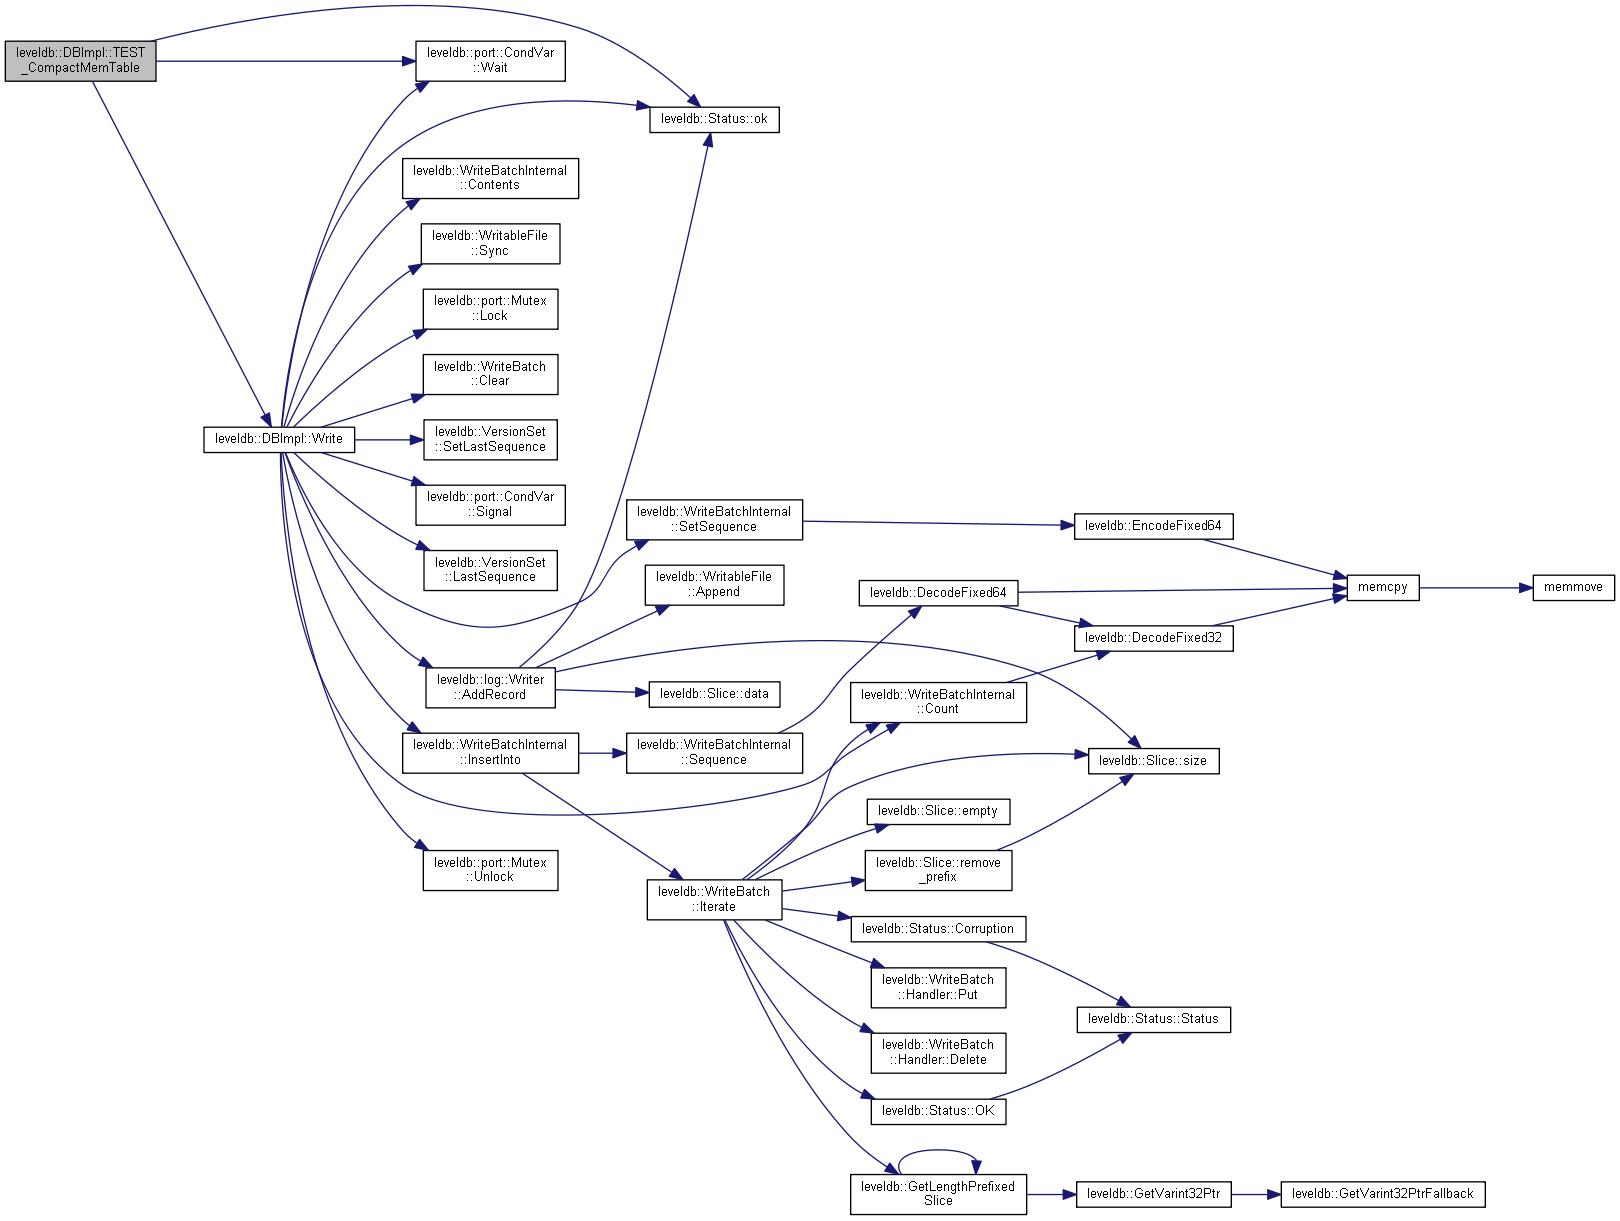 leveldb::DBImpl::TEST
_CompactMemTable
leveldb::port::CondVar
::Wait
leveldb::Status::ok
leveldb::WriteBatchInternal
::Contents
leveldb::WritableFile
::Sync
leveldb::port::Mutex
::Lock
leveldb::WriteBatch
::Clear
leveldb::DBImpl::Write
leveldb::VersionSet
::SetLastSequence
leveldb::port::CondVar
::Signal
leveldb::VersionSet
::LastSequence
leveldb::WriteBatchInternal
::SetSequence
leveldb::EncodeFixed64
leveldb::WritableFile
::Append
leveldb::DecodeFixed64
memcpy
memmove
leveldb::DecodeFixed32
leveldb::log::Writer
::AddRecord
leveldb::Slice::data
leveldb::WriteBatchInternal
::Count
leveldb::WriteBatchInternal
::InsertInto
leveldb::WriteBatchInternal
::Sequence
leveldb::Slice::size
leveldb::Slice::empty
leveldb::port::Mutex
::Unlock
leveldb::Slice::remove
_prefix
leveldb::WriteBatch
::Iterate
leveldb::Status::Corruption
leveldb::WriteBatch
::Handler::Put
leveldb::Status::Status
leveldb::WriteBatch
::Handler::Delete
leveldb::Status::OK
leveldb::GetLengthPrefixed
Slice
leveldb::GetVarint32Ptr
leveldb::GetVarint32PtrFallback